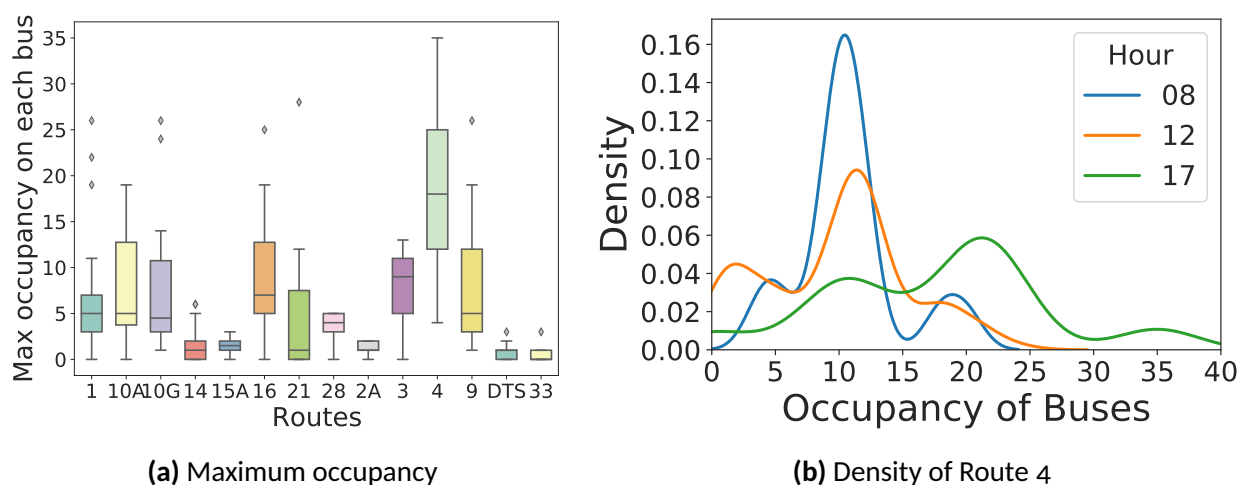 Max occupancy on each bus
35
30
25
20
15
10
5
0
1 10A 10G 14 15A 16 21 28 2A 3 4 9 DTS 33
Routes
(a) Maximum occupancy
Density
0.16
0.14
0.12
0.10
0.08
0.06
0.04
0.02
0.00
0 5 10 15 20 25 30 35 40
Occupancy of Buses
Hour
08
12
17
(b) Density of Route 4